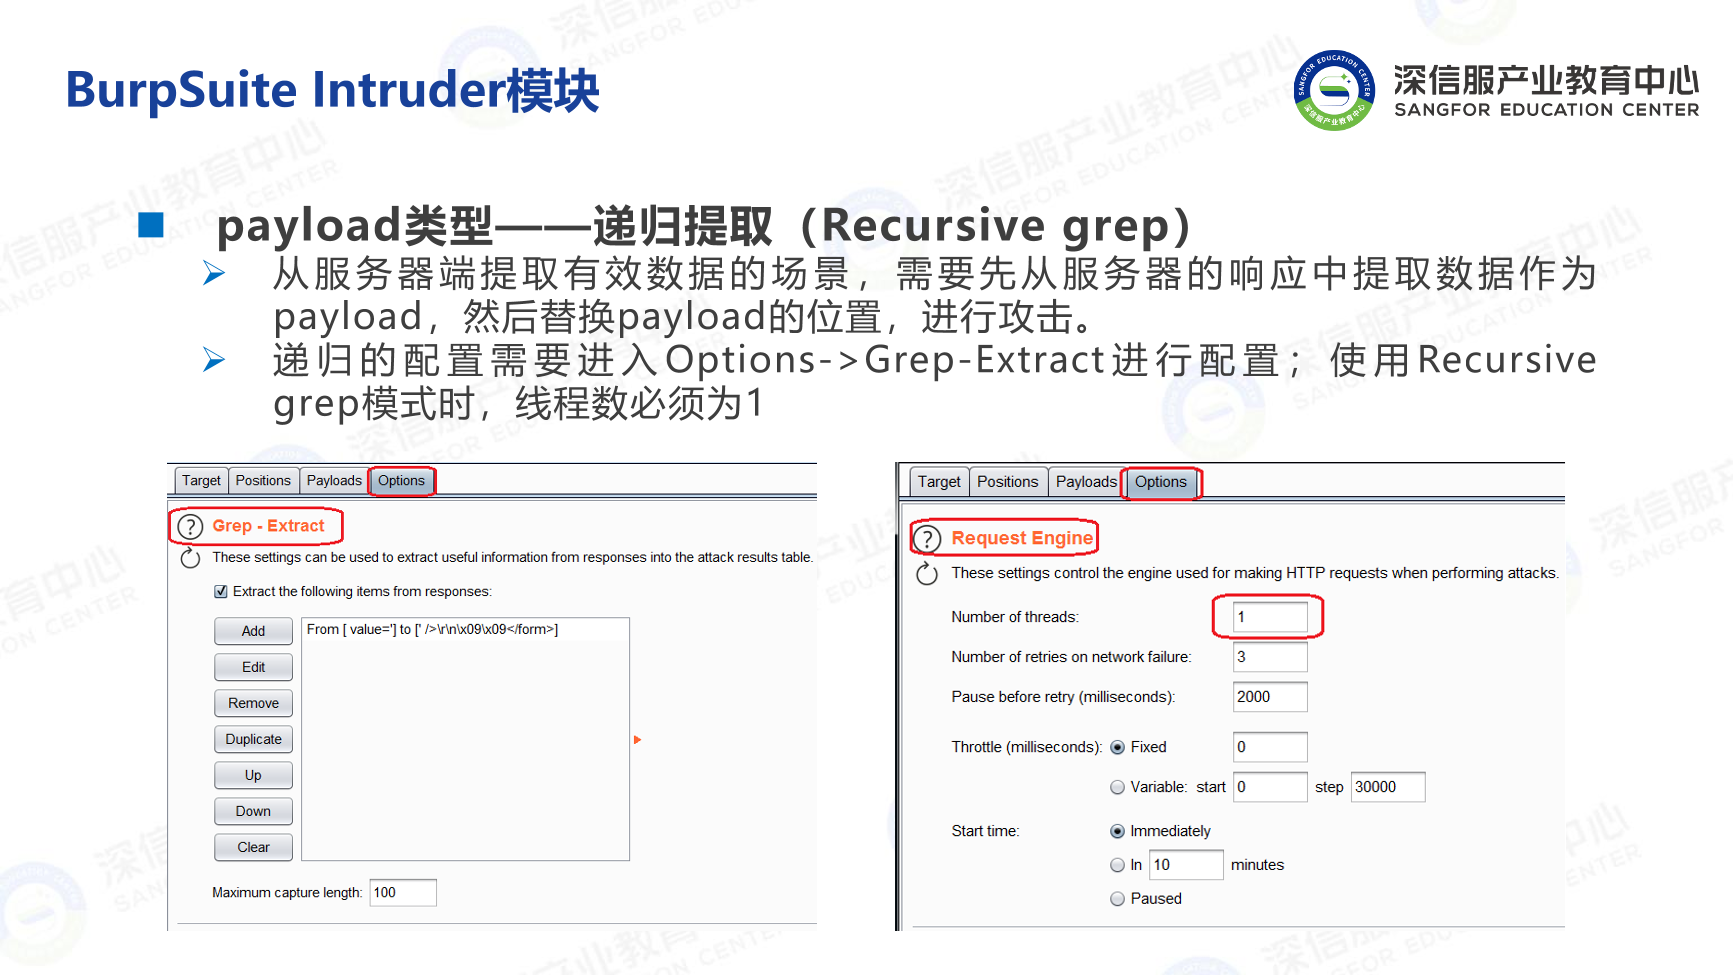 BurpSuite Intruder模块
深信服产业教育中心
SANGFOR EDUCATION CENTER
payload类型——递归提取（Recursive grep）
从服务器端提取有效数据的场景，需要先从服务器的响应中提取数据作为
payload，然后替换payload的位置，进行攻击。
递归的配置需要进入Options->Grep-Extract进行配置；使用Recursive
grep模式时，线程数必须为1
Target Positions Payloads Options
Grep - Extract
These settings can be used to extract useful information from responses into the attack results table.
Extract the following items from responses:
Add
From [ value='] to [' />\r\n\x09\x09</form>]
Edit
Remove
Duplicate
Up
Down
Clear
Maximum capture length: 100
Target Positions Payloads Options
Request Engine
These settings control the engine used for making HTTP requests when performing attacks.
Number of threads: 1
Number of retries on network failure: 3
Pause before retry (milliseconds): 2000
Throttle (milliseconds): Fixed 0
Variable: start 0 step 30000
Start time: Immediately
In 10 minutes
Paused